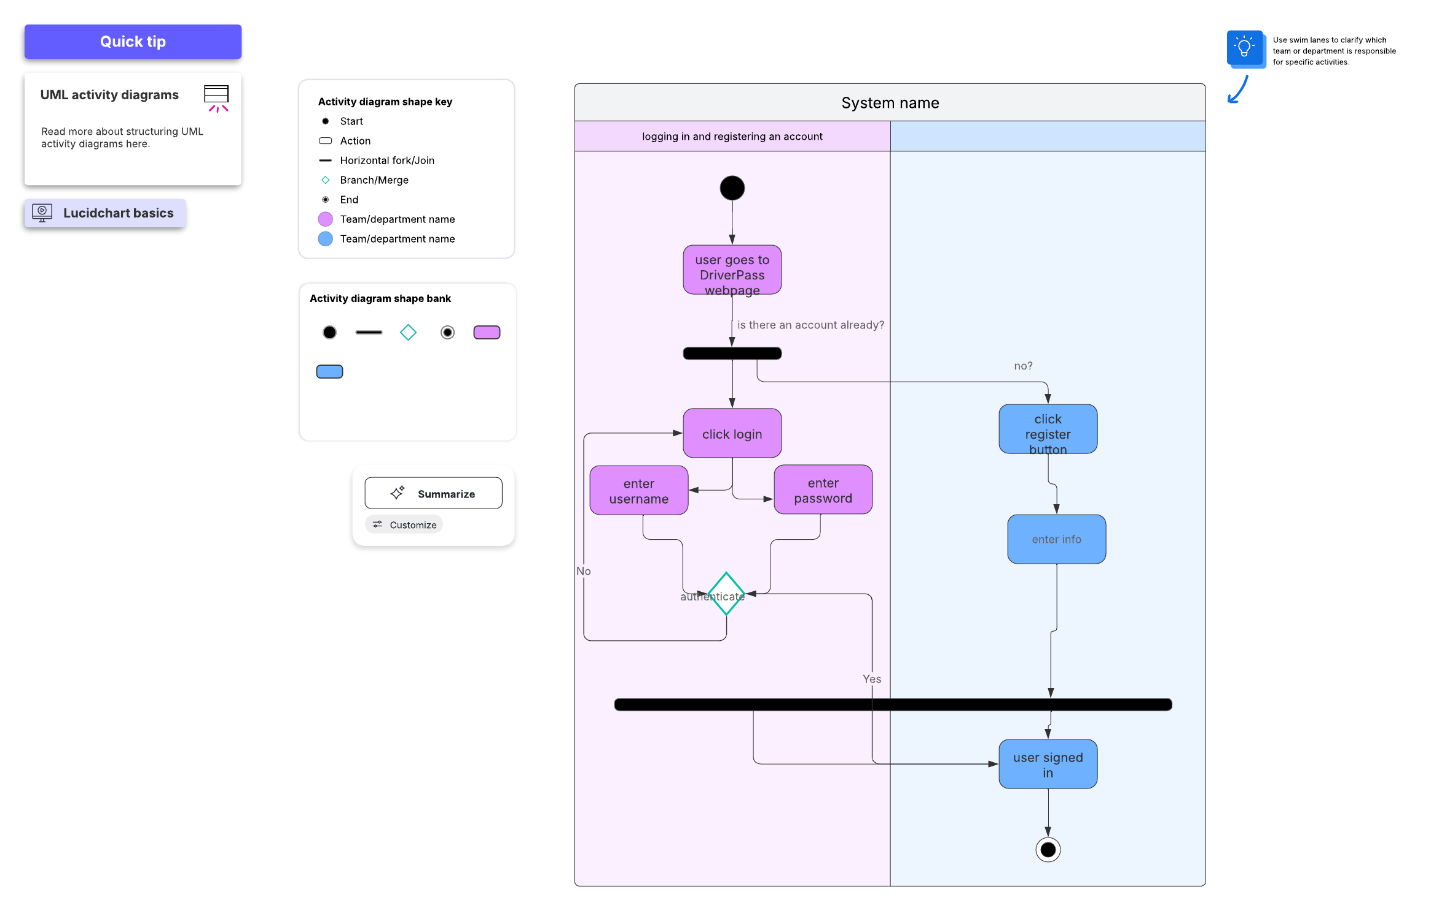 Quick tip
UML activity diagrams
Read more about structuring UML
activity diagrams here.
Lucidchart basics
Activity diagram shape key
Start
Action
Horizontal fork/Join
Branch/Merge
End
Team/department name
Team/department name
Activity diagram shape bank
Summarize
Customize
System name
logging in and registering an account
user goes to
DriverPass
webpage
is there an account already?
no?
click login
click
register
button
enter
username
enter
password
enter info
No
authenticate
Yes
user signed
in
Use swim lanes to clarify which
team or department is responsible
for specific activities.